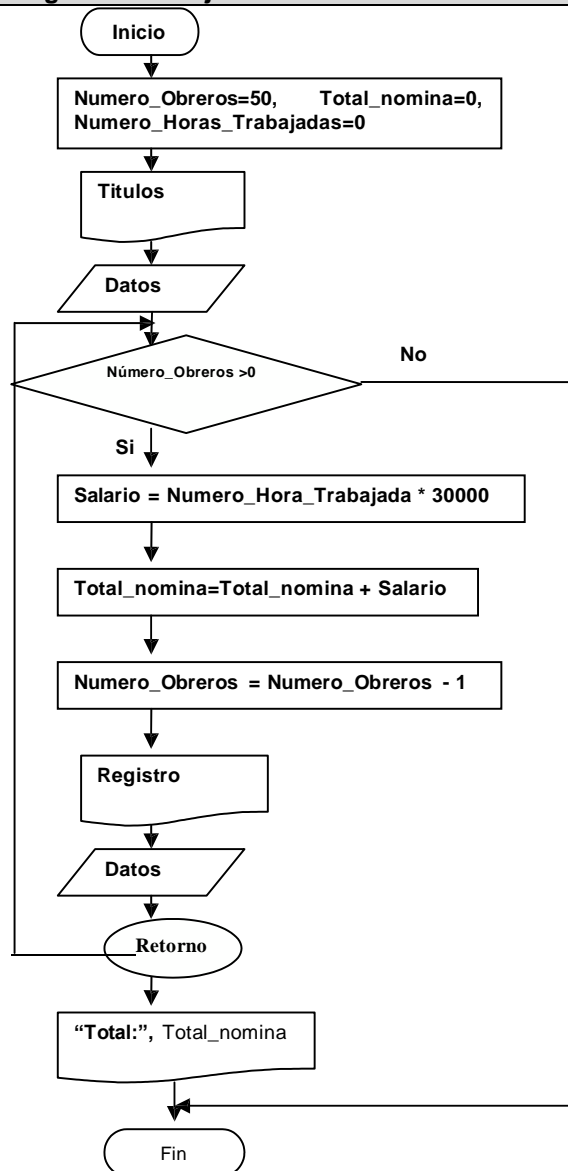 Inicio
Numero_Obreros=50, Total_nomina=0,
Numero_Horas_Trabajadas=0
Titulos
Datos
Número_Obreros >0
No
Si
Salario = Numero_Hora_Trabajada * 30000
Total_nomina=Total_nomina + Salario
Numero_Obreros = Numero_Obreros - 1
Registro
Datos
Retorno
“Total:”, Total_nomina
Fin